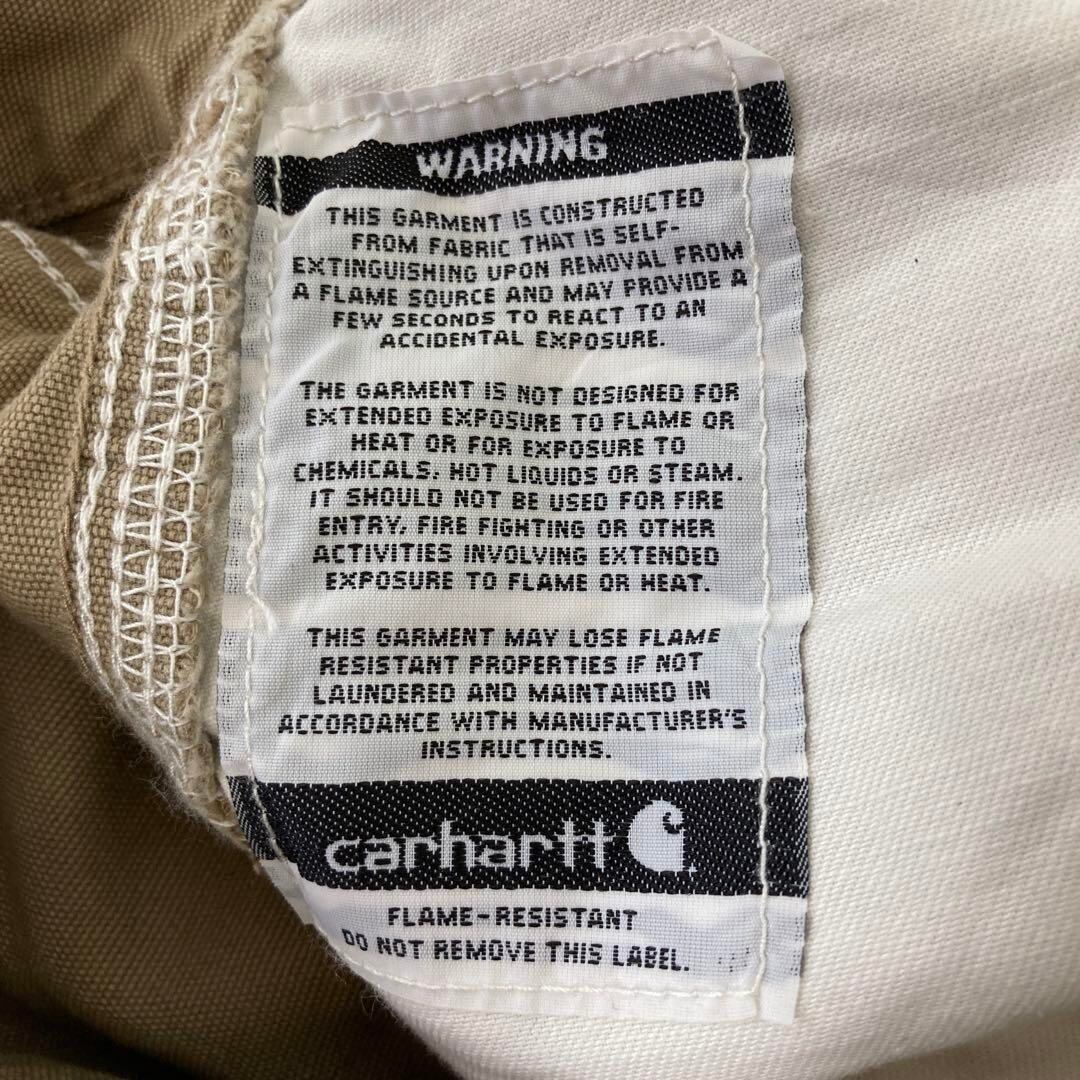 WARNING
THIS GARMENT IS CONSTRUCTED
FROM FABRIC THAT IS SELF-
EXTINGUISHING UPON REMOVAL FROM
A FLAME SOURCE AND MAY PROVIDE A
FEW SECONDS TO REACT TO AN
ACCIDENTAL EXPOSURE.
THE GARMENT IS NOT DESIGNED FOR
EXTENDED EXPOSURE TO FLAME OR
HEAT OR FOR EXPOSURE TO
CHEMICALS, HOT LIQUIDS OR STEAM.
IT SHOULD NOT BE USED FOR FIRE
ENTRY, FIRE FIGHTING OR OTHER
ACTIVITIES INVOLVING EXTENDED
EXPOSURE TO FLAME OR HEAT.
THIS GARMENT MAY LOSE FLAME
RESISTANT PROPERTIES IF NOT
LAUNDERED AND MAINTAINED IN
ACCORDANCE WITH MANUFACTURER'S
INSTRUCTIONS.
carhartt
FLAME-RESISTANT
DO NOT REMOVE THIS LABEL.